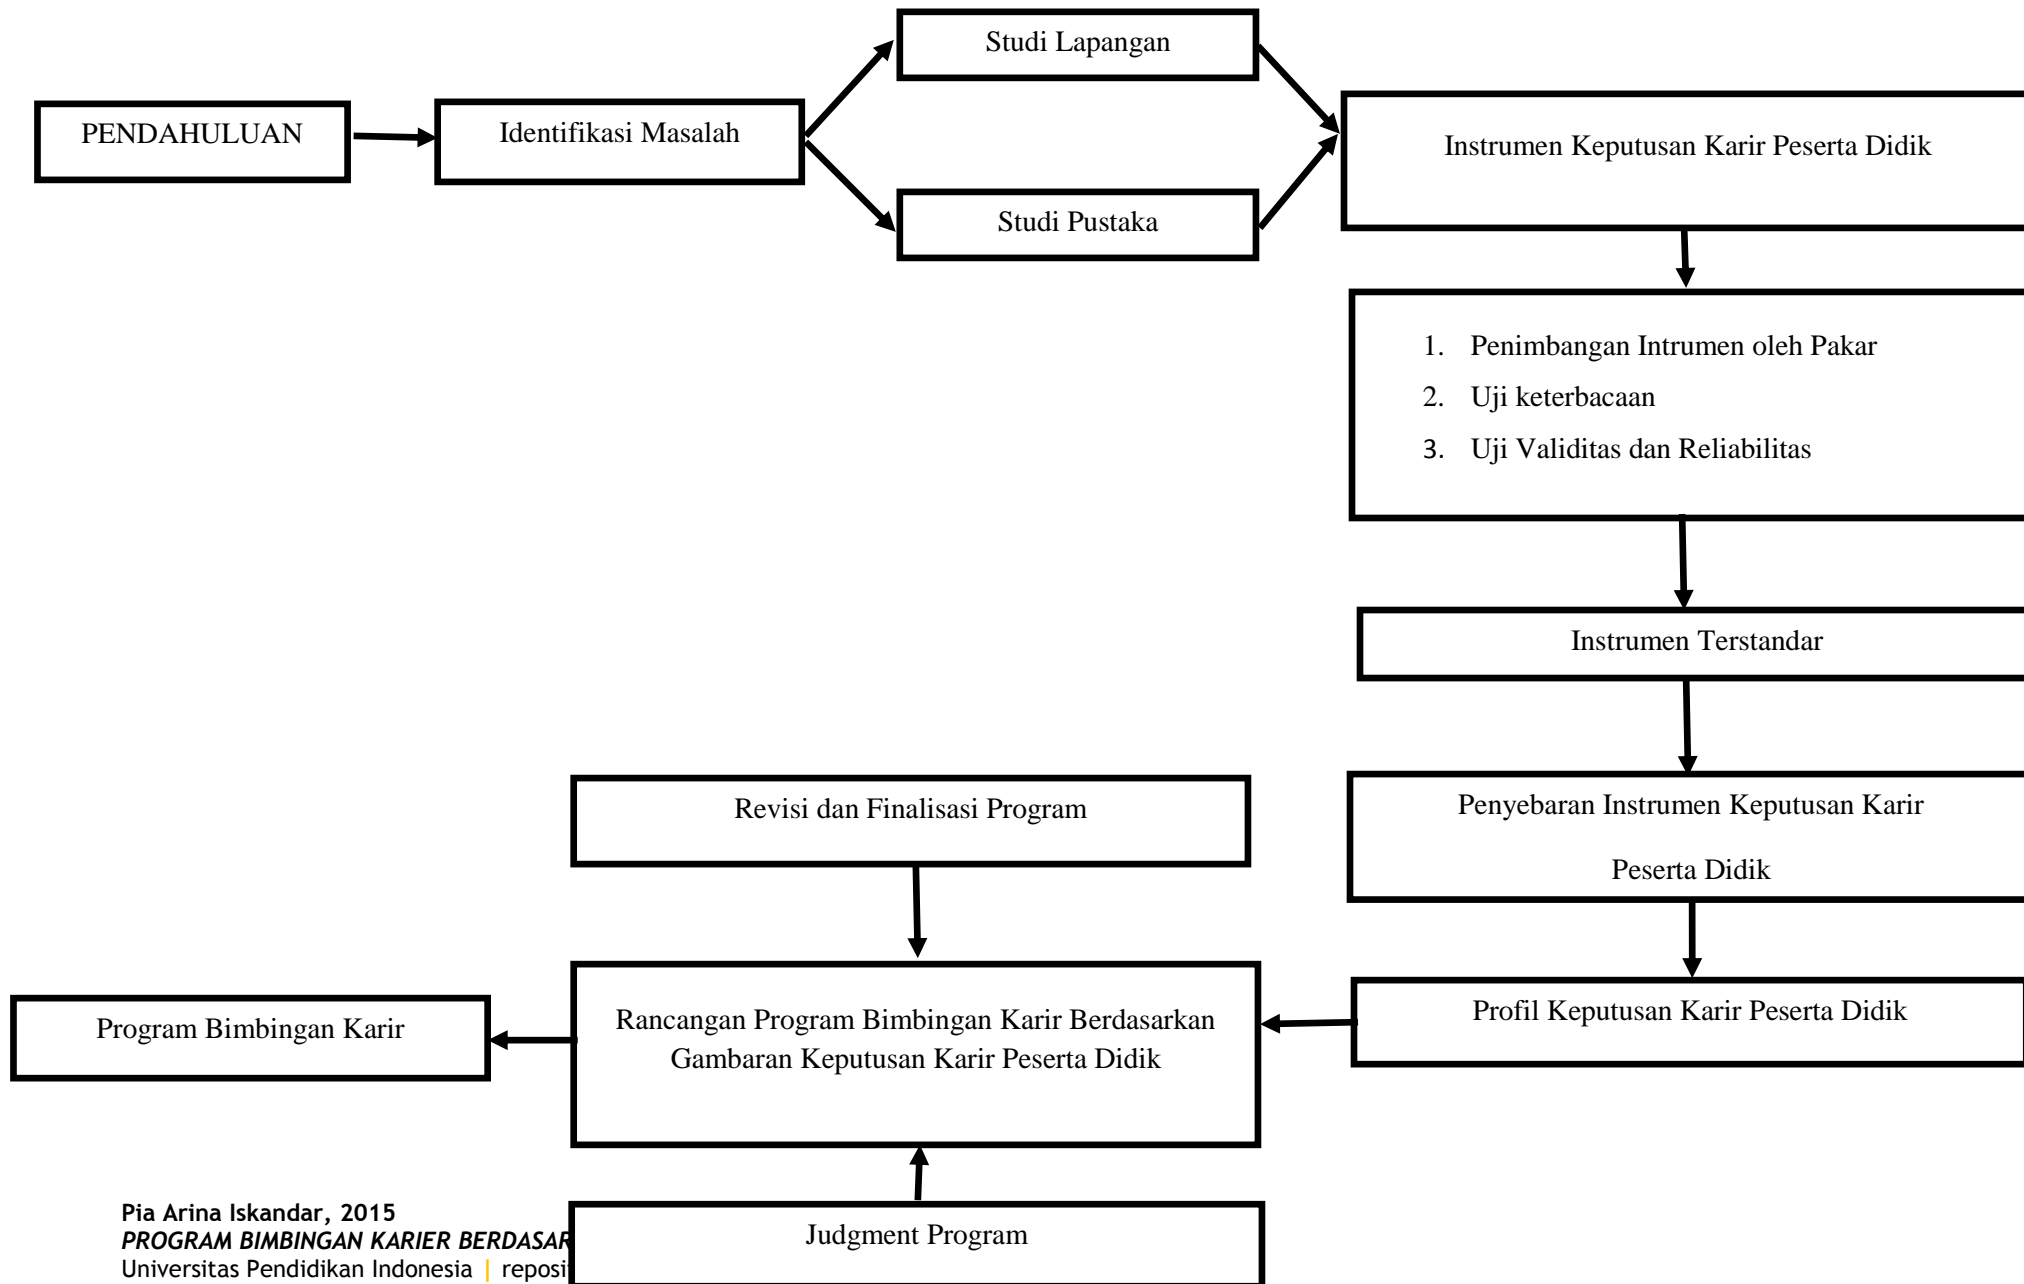 Studi Lapangan
PENDAHULUAN
Identifikasi Masalah
Instrumen Keputusan Karir Peserta Didik
Studi Pustaka
1. Penimbangan Intrumen oleh Pakar
2. Uji keterbacaan
3. Uji Validitas dan Reliabilitas
Instrumen Terstandar
Penyebaran Instrumen Keputusan Karir
Peserta Didik
Revisi dan Finalisasi Program
Profil Keputusan Karir Peserta Didik
Rancangan Program Bimbingan Karir Berdasarkan
Gambaran Keputusan Karir Peserta Didik
Program Bimbingan Karir
Judgment Program
Pia Arina Iskandar, 2015
PROGRAM BIMBINGAN KARIER
Universitas Pendidikan Indonesia |